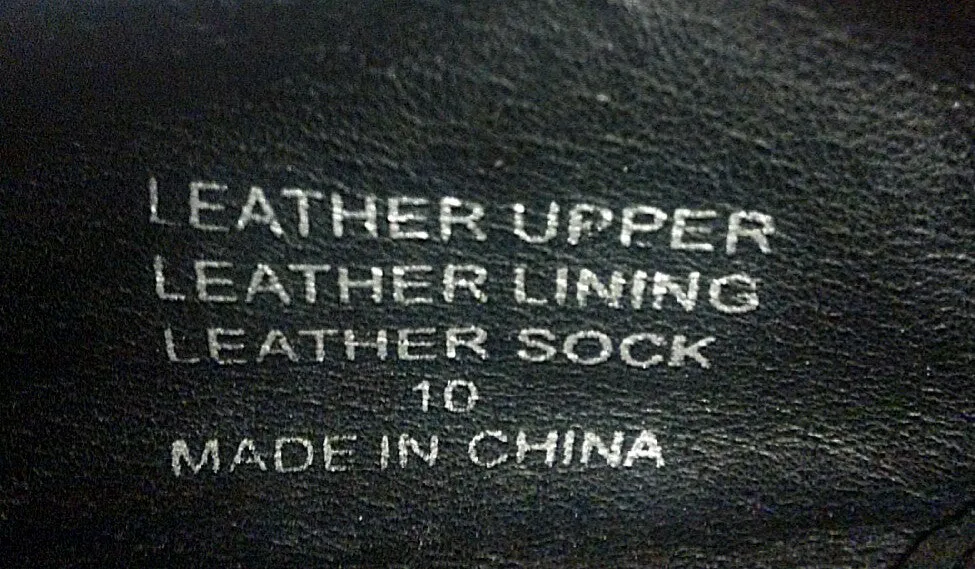 LEATHER UPPER
LEATHER LINING
LEATHER SOCK
10
MADE IN CHINA